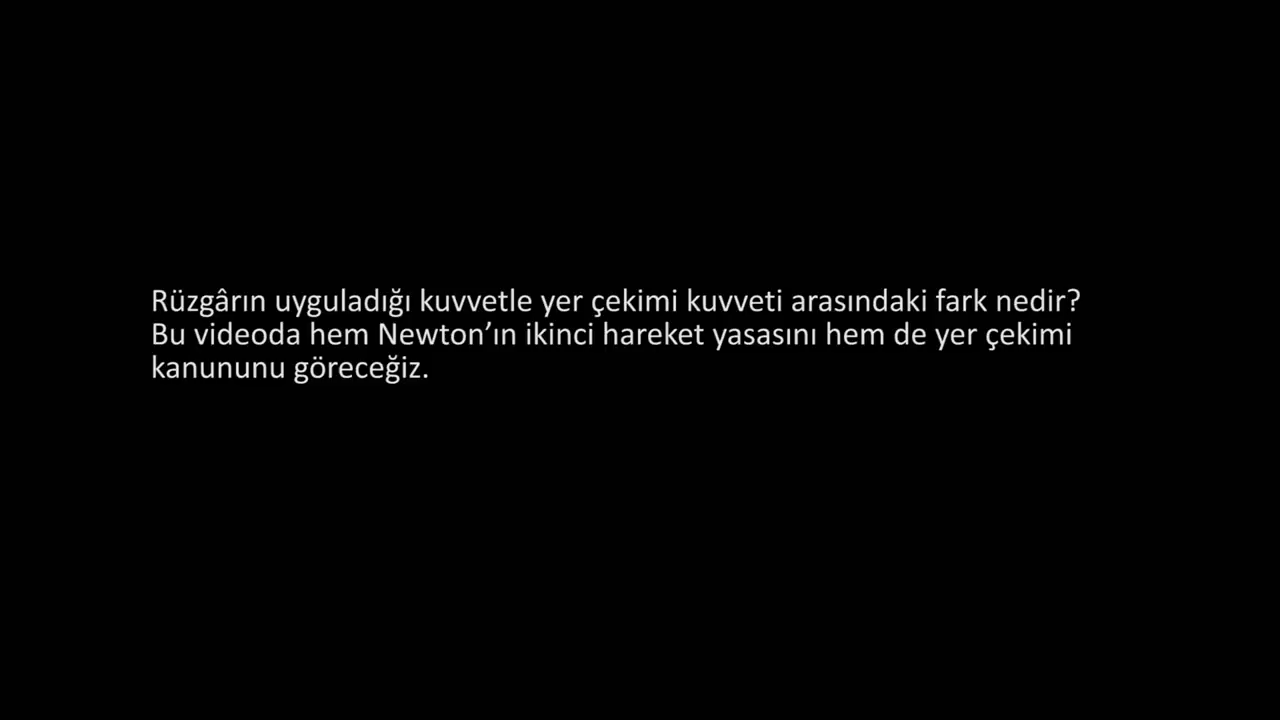 Rüzgârın uyguladığı kuvvetle yer çekimi kuvveti arasındaki fark nedir?
Bu videoda hem Newton’ın ikinci hareket yasasını hem de yer çekimi
kanununu göreceğiz.